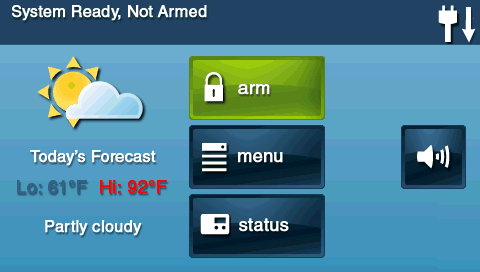 System Ready, Not Armed
arm
Today's Forecast
menu
Lo: 61°F Hi: 92°F
Partly cloudy
status